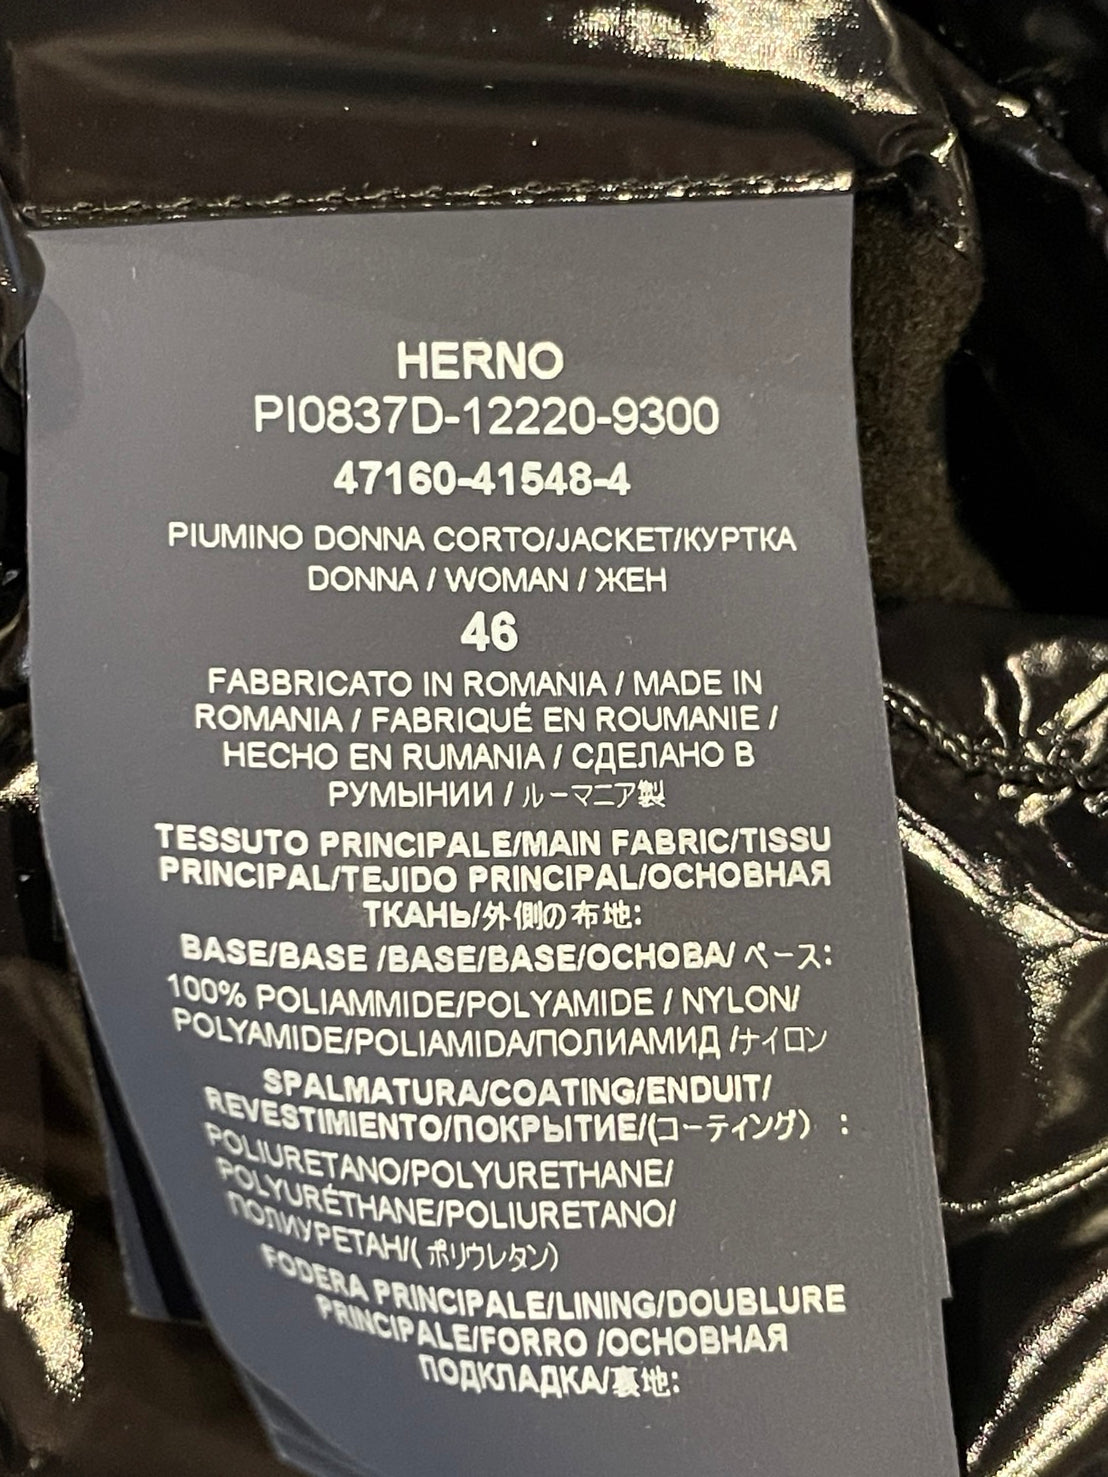 HERNO
PI0837D-12220-9300
47160-41548-4
PIUMINO DONNA CORTO/JACKET/КУРТКА
DONNA / WOMAN / ЖЕН
46
FABBRICATO IN ROMANIA / MADE IN
ROMANIA / FABRIQUÉ EN ROUMANIE /
HECHO EN RUMANIA / СДЕЛАНО В
РУМЫНИИ / ルーマニア製
TESSUTO PRINCIPALE/MAIN FABRIC/TISSU
PRINCIPAL/TEJIDO PRINCIPAL/ОСНОВНАЯ
ТКАНЬ/外側の布地:
BASE/BASE /BASE/BASE/ОСНОВА/ ベース:
100% POLIAMMIDE/POLYAMIDE / NYLON/
POLYAMIDE/POLIAMIDA/ПОЛИАМИД /ナイロン
SPALMATURA/COATING/ENDUIT/
REVESTIMIENTO/ПОКРЫТИЕ/(コーティング) :
POLIURETANO/POLYURETHANE/
POLYURÉTHANE/POLIURETANO/
ПОЛИУРЕТАН/( ポリウレタン)
FODERA PRINCIPALE/LINING/DOUBLURE
PRINCIPALE/FORRO /ОСНОВНАЯ
ПОДКЛАДКА/裏地: